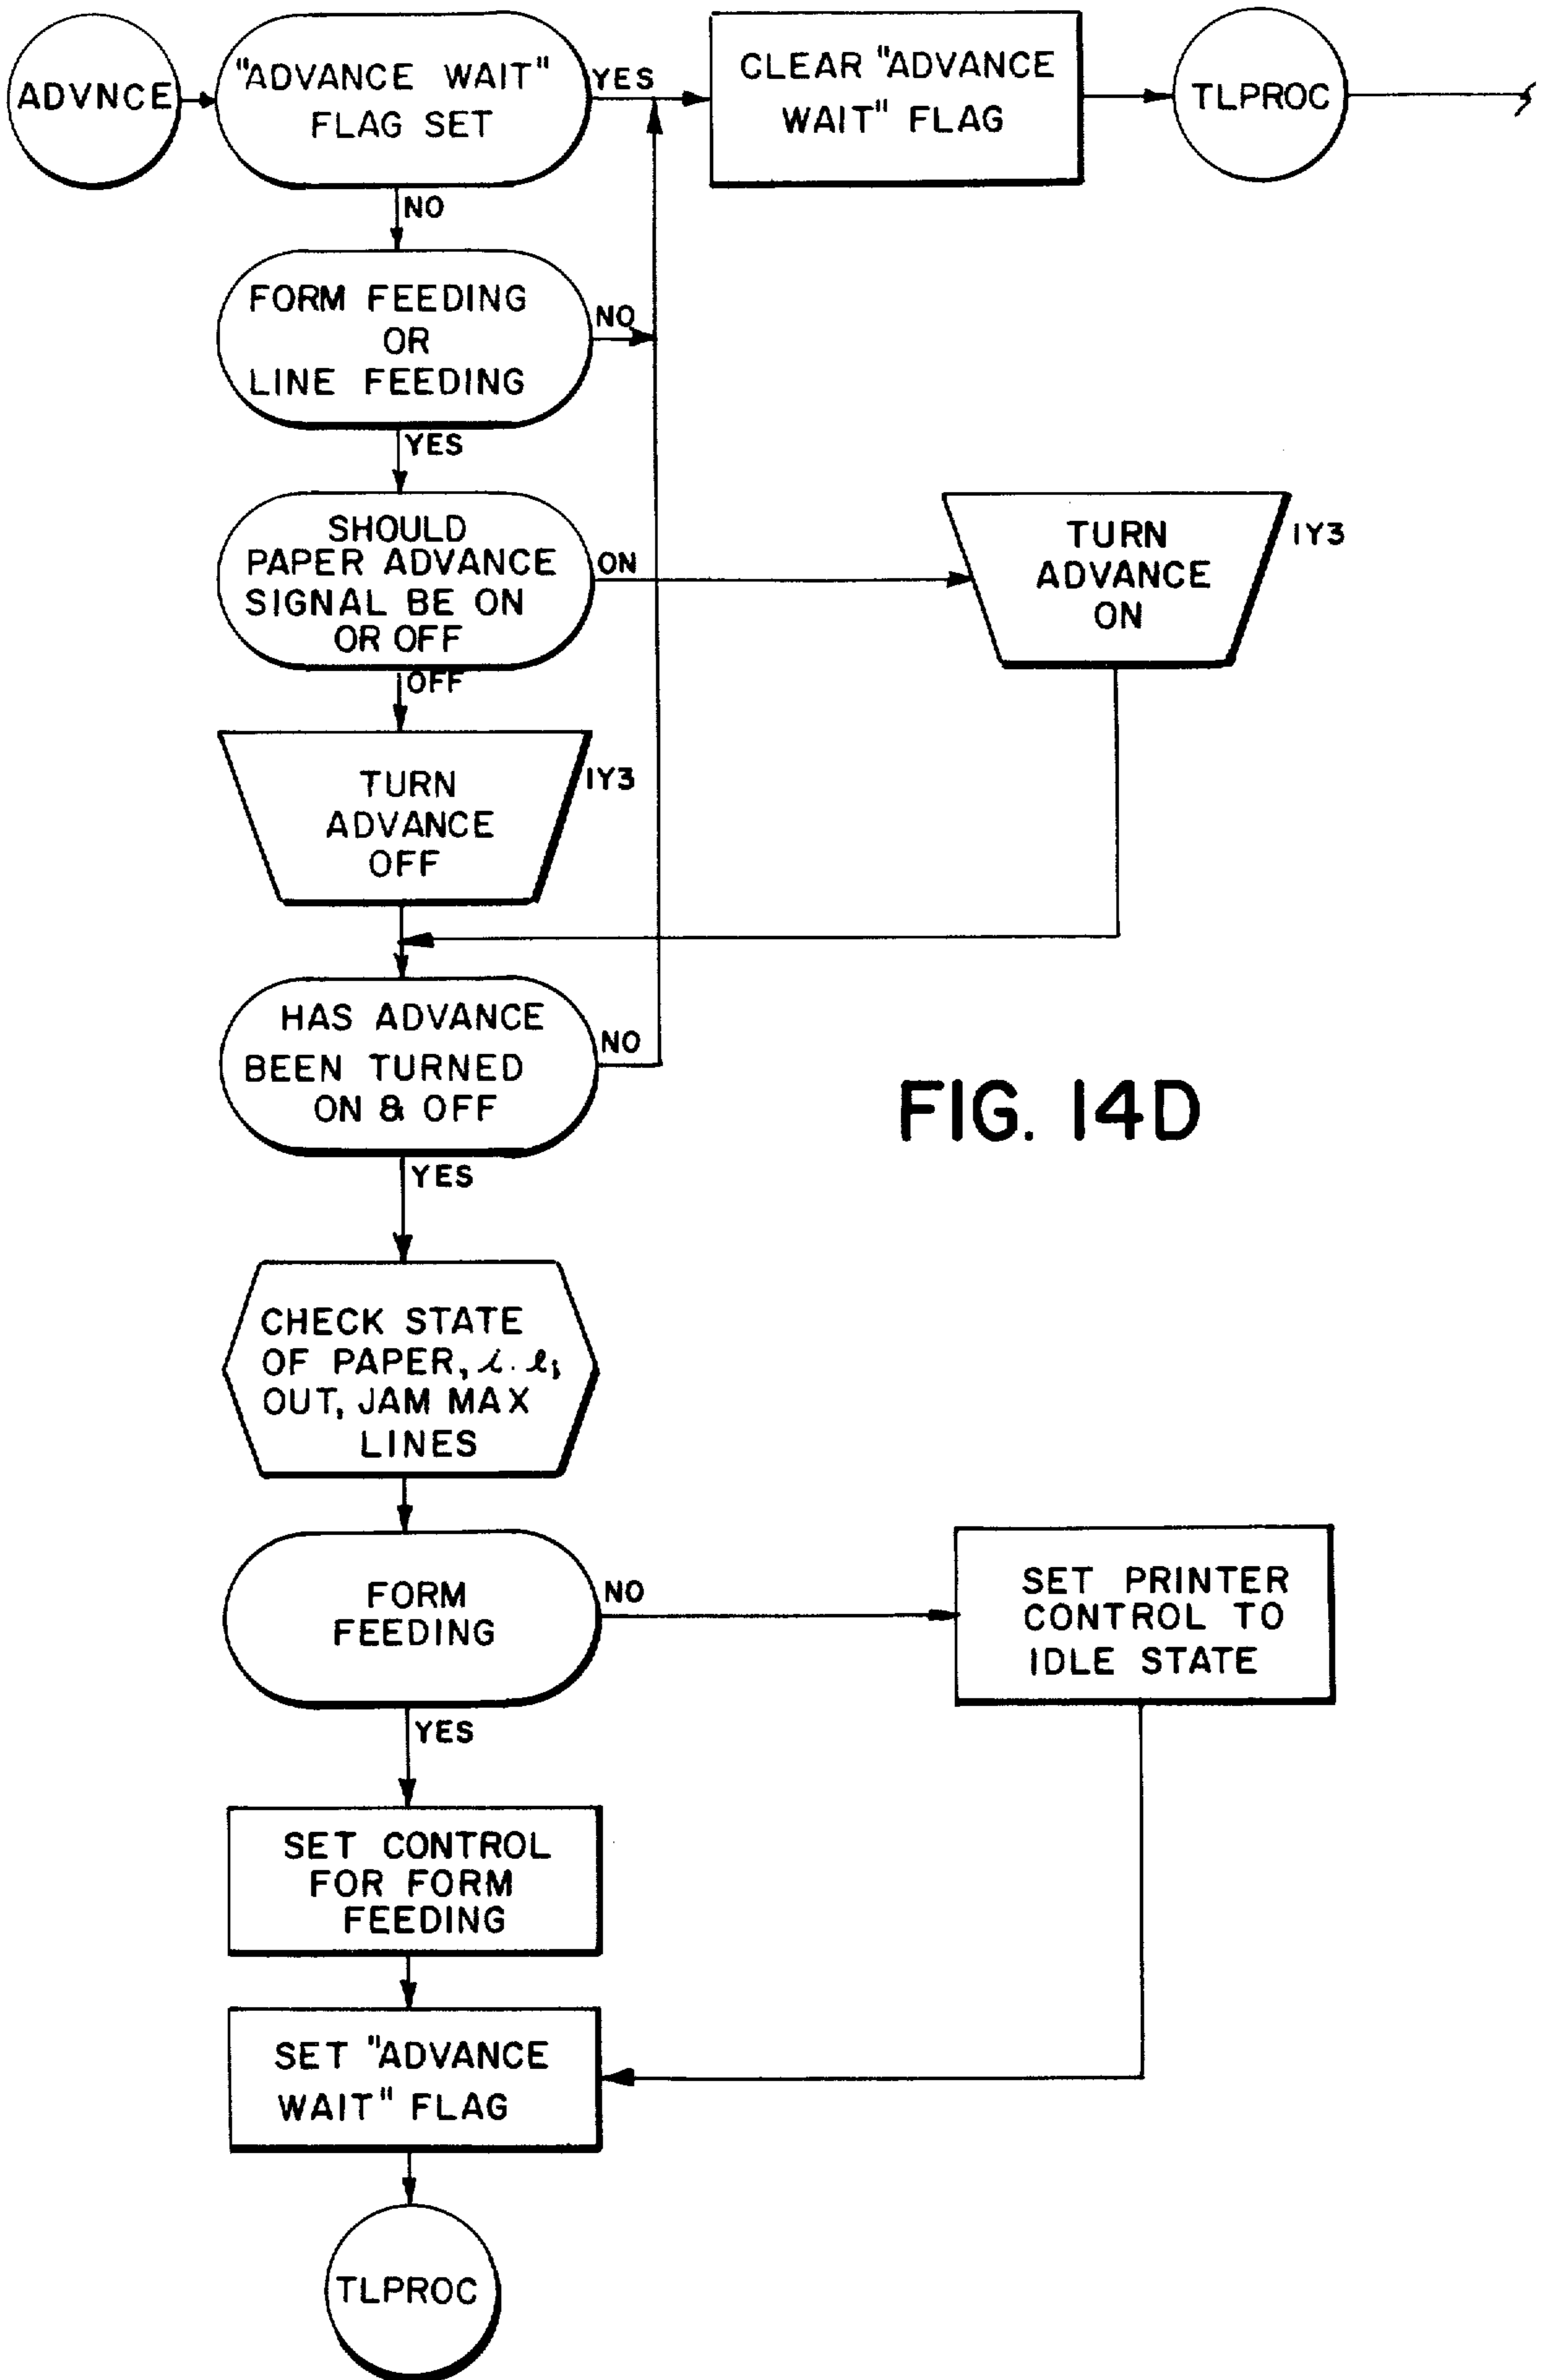 ADVNCE
"ADVANCE WAIT"
FLAG SET
YES
CLEAR "ADVANCE
WAIT" FLAG
TLPROC
NO
FORM FEEDING
OR
LINE FEEDING
NO
YES
SHOULD
PAPER ADVANCE
SIGNAL BE ON
OR OFF
ON
TURN
ADVANCE
ON
1Y3
OFF
TURN
ADVANCE
OFF
1Y3
HAS ADVANCE
BEEN TURNED
ON & OFF
NO
FIG. 14D
YES
CHECK STATE
OF PAPER, i.e,
OUT, JAM MAX
LINES
FORM
FEEDING
NO
SET PRINTER
CONTROL TO
IDLE STATE
YES
SET CONTROL
FOR FORM
FEEDING
SET "ADVANCE
WAIT" FLAG
TLPROC